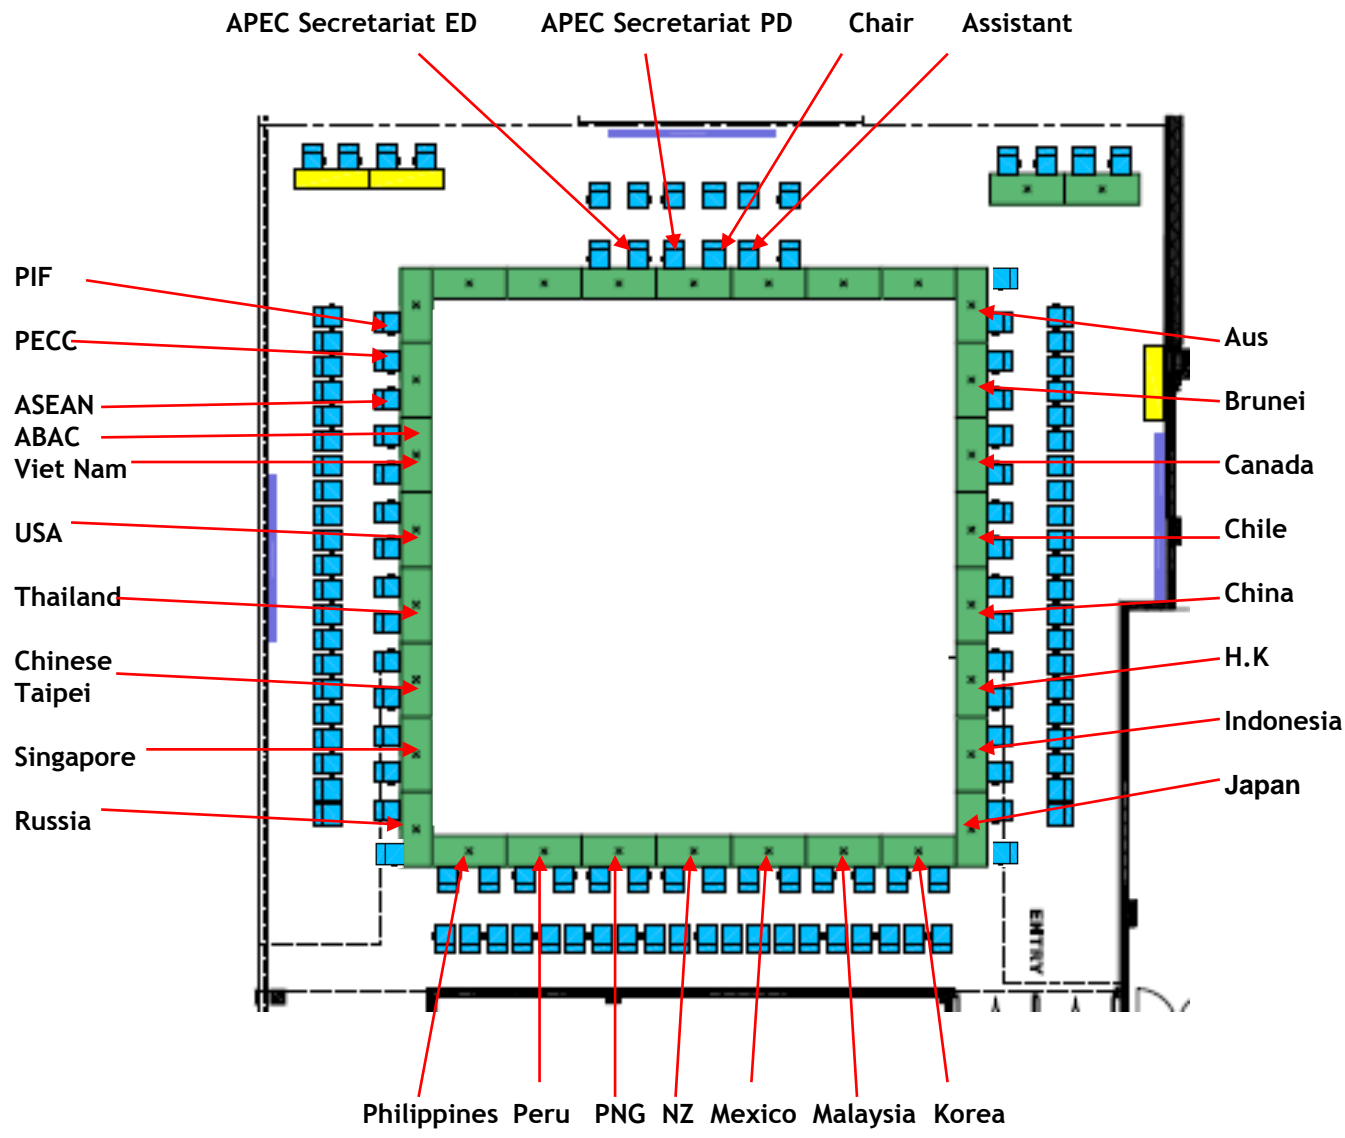 APEC Secretariat ED APEC Secretariat PD Chair Assistant
PIF
PECC
ASEAN
ABAC
Viet Nam
USA
Thailand
Chinese
Taipei
Singapore
Russia
Aus
Brunei
Canada
Chile
China
H.K
Indonesia
Japan
ENTRY
Philippines Peru PNG NZ Mexico Malaysia Korea